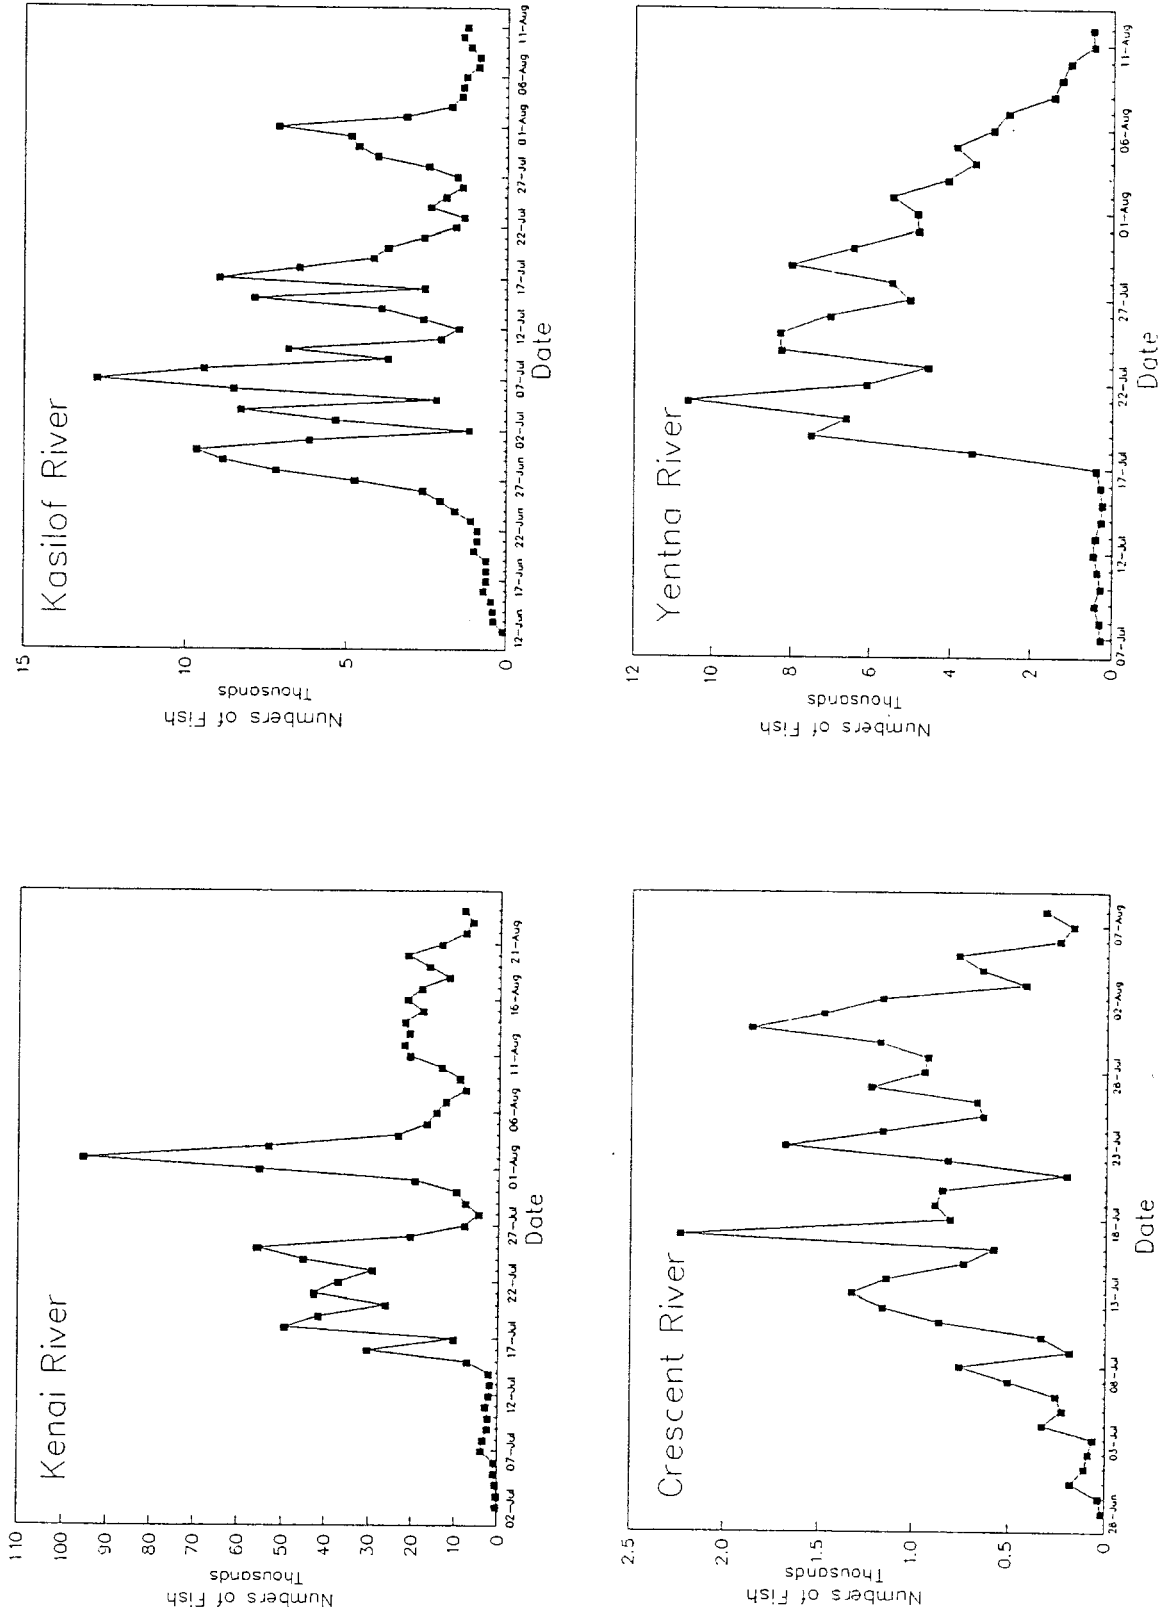 Kenai River
Numbers of Fish
Thousands
110
100
90
80
70
60
50
40
30
20
10
0
02-Jul 07-Jul 12-Jul 17-Jul 22-Jul 27-Jul 01-Aug 06-Aug 11-Aug 16-Aug 21-Aug
Date
Kasilof River
Numbers of Fish
Thousands
15
10
5
0
12-Jun 17-Jun 22-Jun 27-Jun 02-Jul 07-Jul 12-Jul 17-Jul 22-Jul 27-Jul 01-Aug 06-Aug 11-Aug
Date
Crescent River
Numbers of Fish
Thousands
2.5
2.0
1.5
1.0
0.5
0
28-Jun 03-Jul 08-Jul 13-Jul 18-Jul 23-Jul 28-Jul 02-Aug 07-Aug
Date
Yentna River
Numbers of Fish
Thousands
12
10
8
6
4
2
0
07-Jul 12-Jul 17-Jul 22-Jul 27-Jul 01-Aug 06-Aug 11-Aug
Date